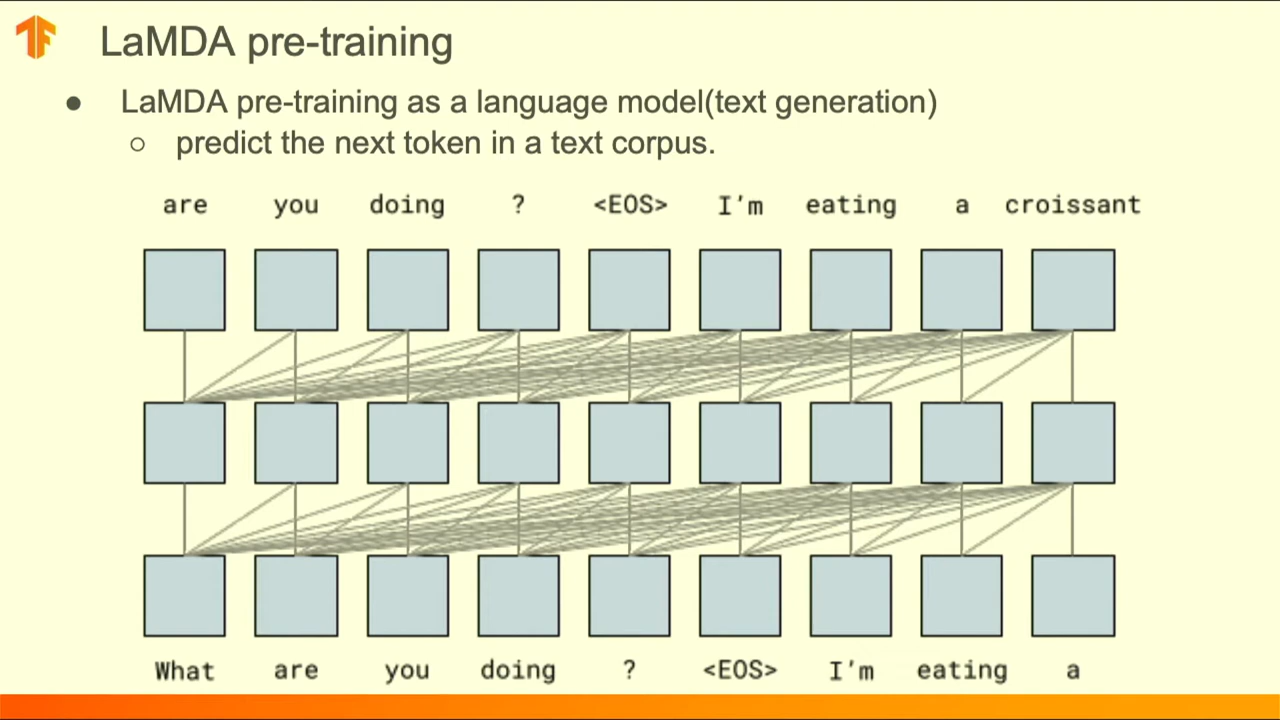 LaMDA pre-training
● LaMDA pre-training as a language model(text generation)
○ predict the next token in a text corpus.
are you doing ? <EOS> I'm eating a croissant
What are you doing ? <EOS> I'm eating a